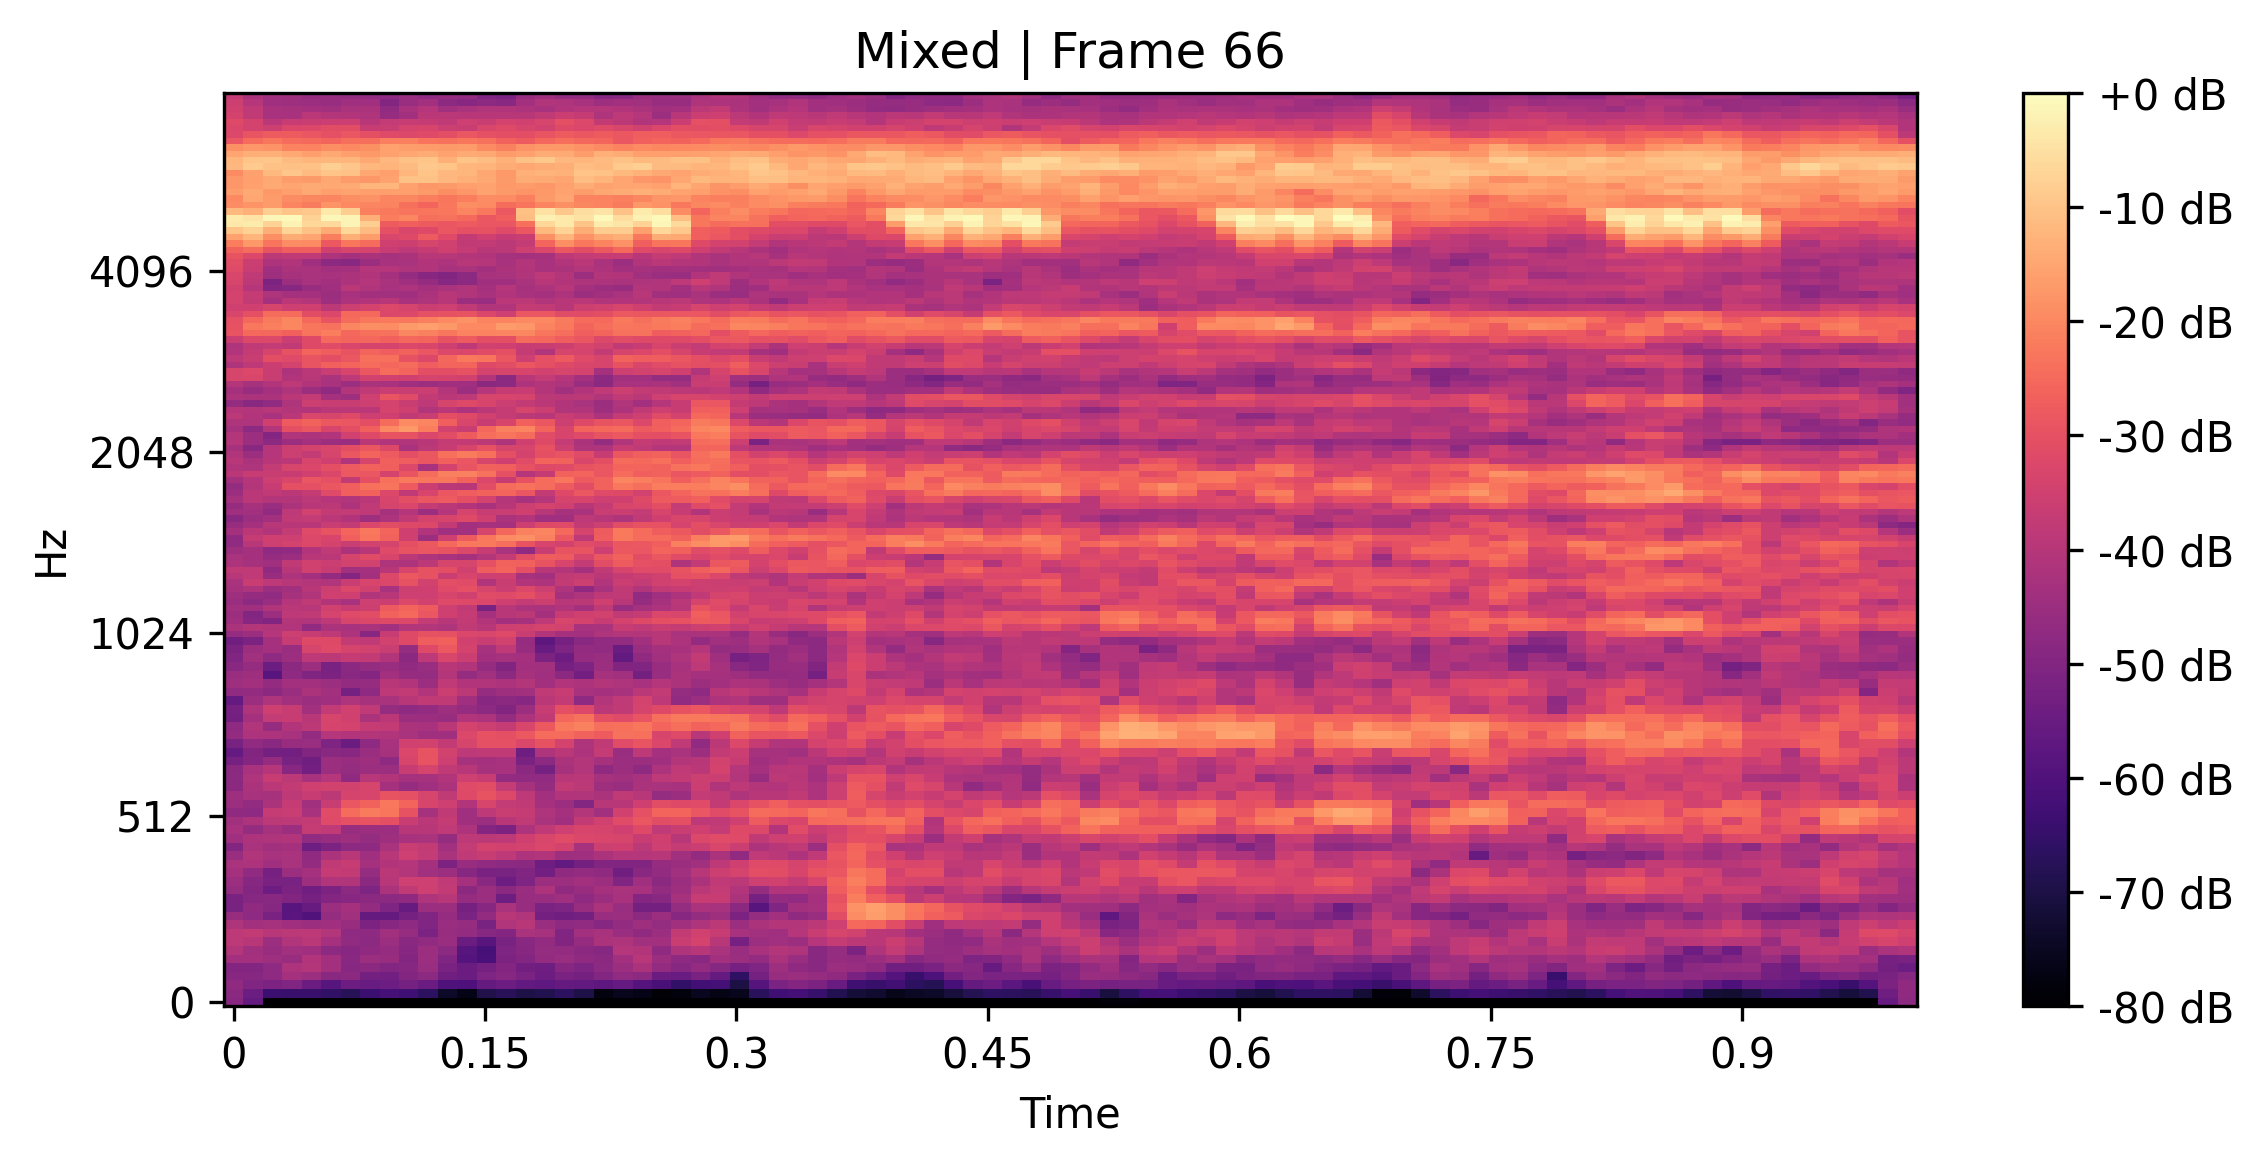 Mixed | Frame 66
Hz
4096
2048
1024
512
0
0 0.15 0.3 0.45 0.6 0.75 0.9
Time
+0 dB
-10 dB
-20 dB
-30 dB
-40 dB
-50 dB
-60 dB
-70 dB
-80 dB